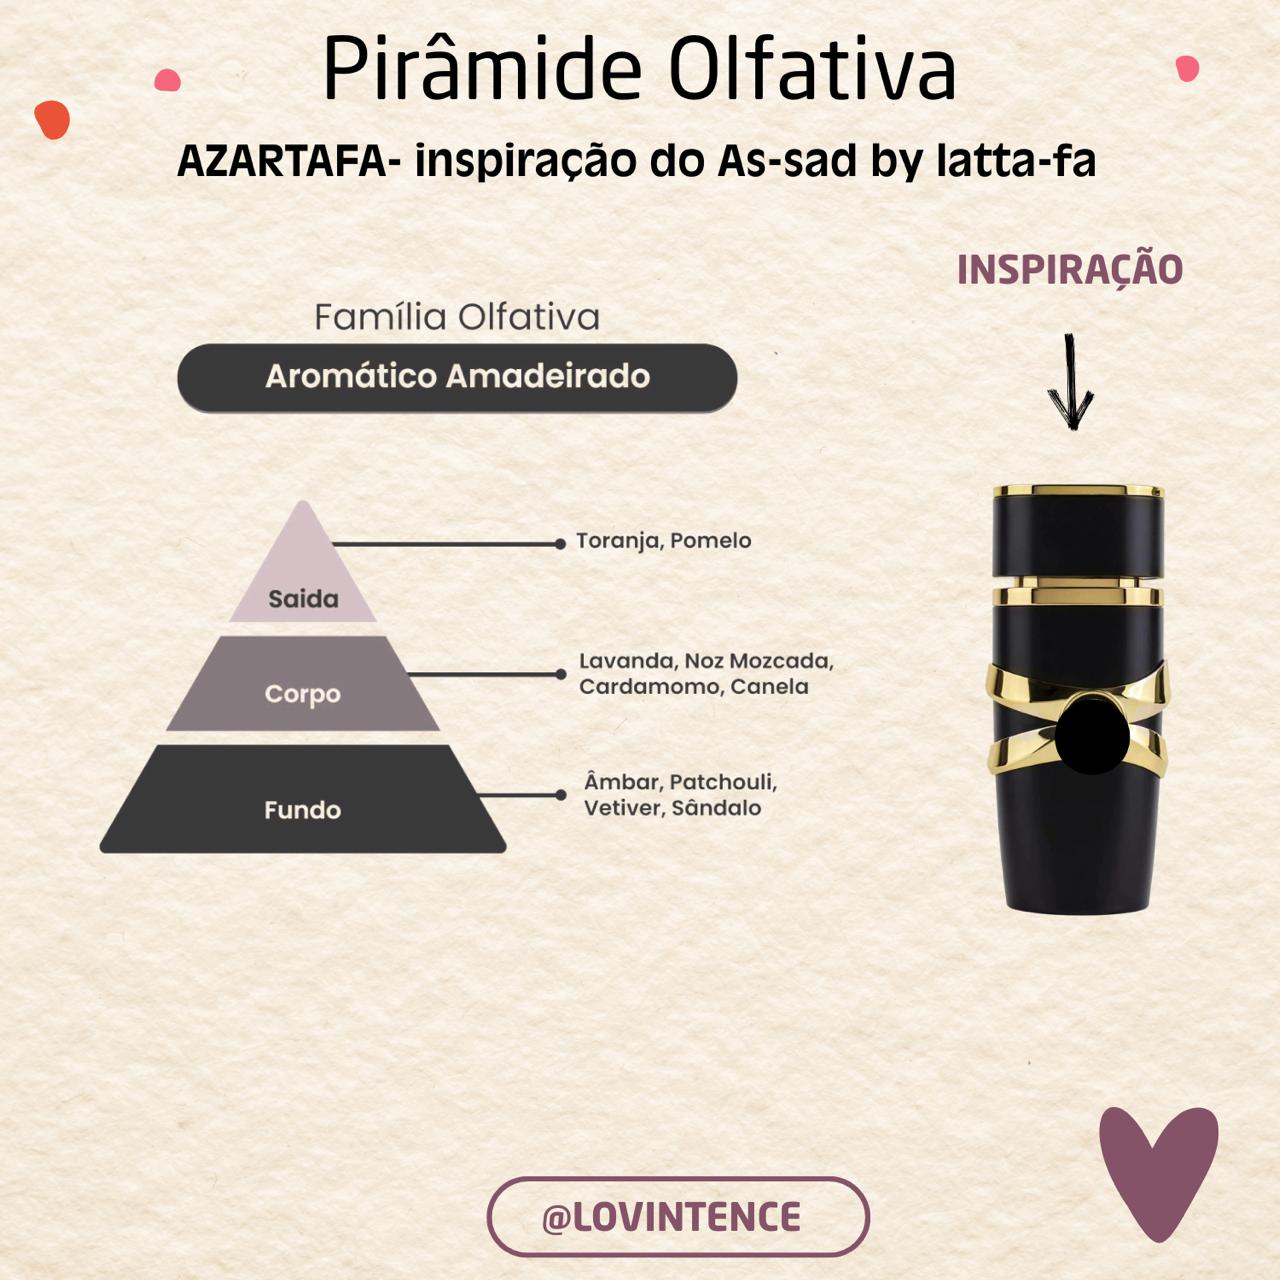 Pirâmide Olfativa
AZARTAFA- inspiração do As-sad by latta-fa
INSPIRAÇÃO
Família Olfativa
Aromático Amadeirado
Toranja, Pomelo
Saida
Lavanda, Noz Mozcada,
Cardamomo, Canela
Corpo
Âmbar, Patchouli,
Vetiver, Sândalo
Fundo
@LOVINTENCE